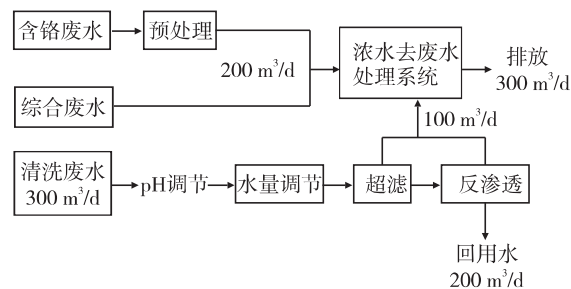 含铬废水
预处理
200 m³/d
浓水去废水
处理系统
排放
300 m³/d
综合废水
100 m³/d
清洗废水
300 m³/d
pH调节
水量调节
超滤
反渗透
回用水
200 m³/d